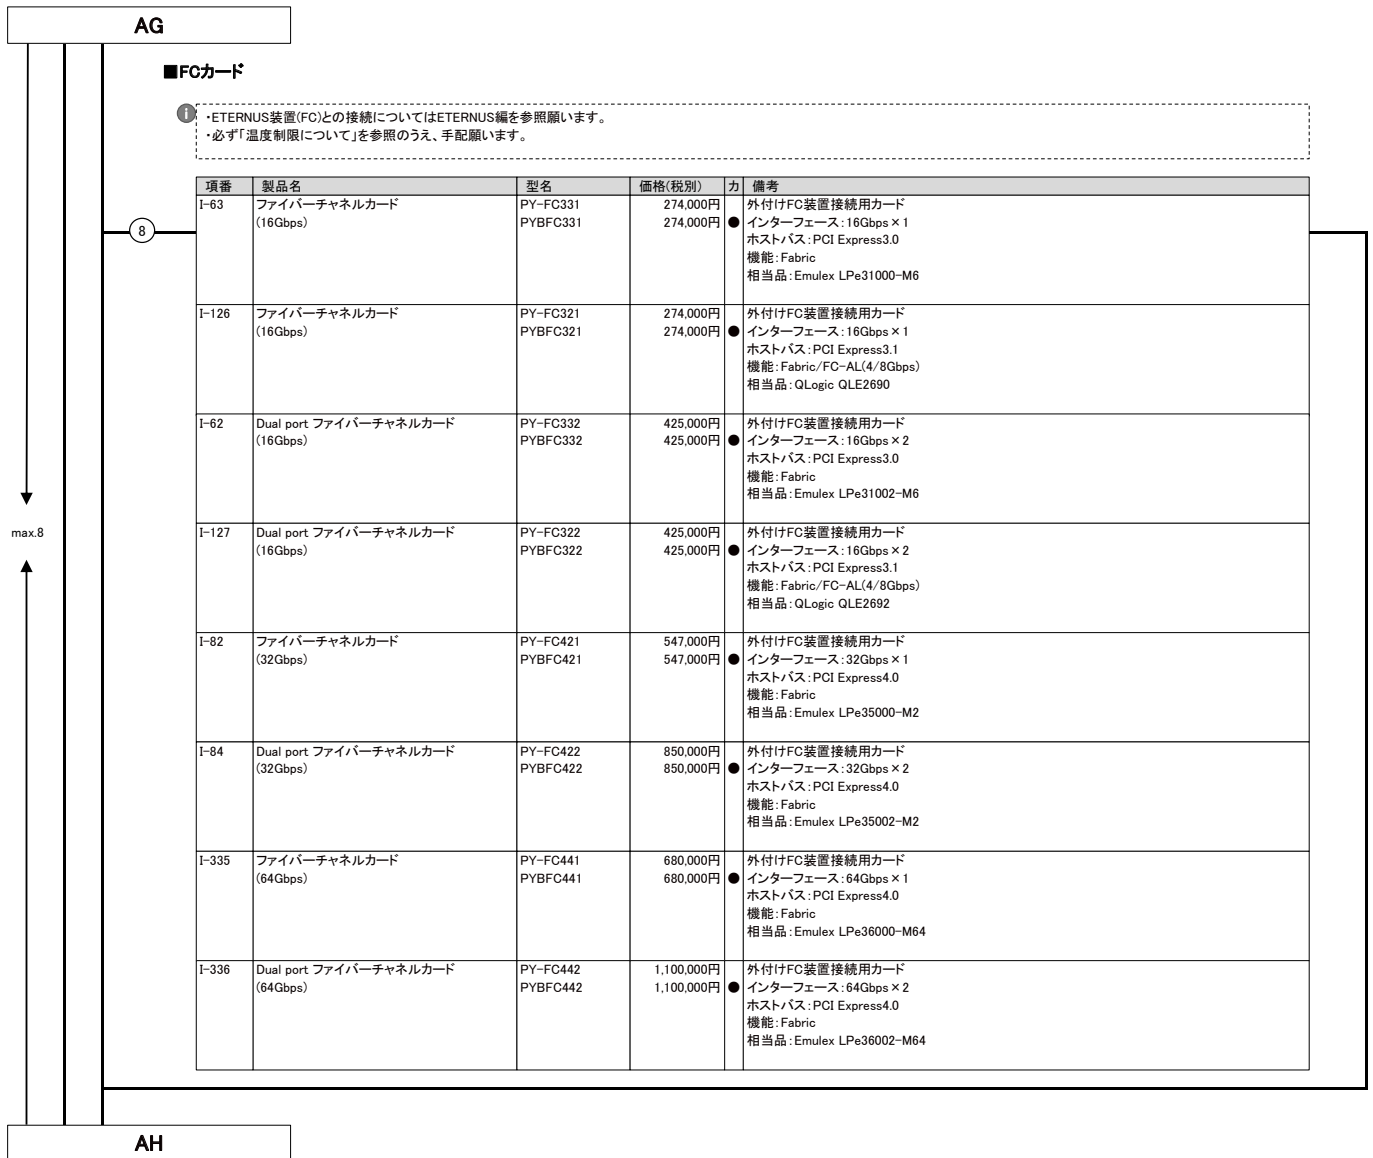 AG
■FCカード
i
・ETERNUS装置(FC)との接続についてはETERNUS編を参照願います。
・必ず「温度制限について」を参照のうえ、手配願います。
項番 製品名 型名 価格(税別) カ 備考
I-63 ファイバーチャネルカード PY-FC331 274,000円 外付けFC装置接続用カード
8 (16Gbps) PYBFC331 274,000円 ● インターフェース：16Gbps×1
ホストバス：PCI Express3.0
機能：Fabric
相当品：Emulex LPe31000-M6
I-126 ファイバーチャネルカード PY-FC321 274,000円 外付けFC装置接続用カード
(16Gbps) PYBFC321 274,000円 ● インターフェース：16Gbps×1
ホストバス：PCI Express3.1
機能：Fabric/FC-AL(4/8Gbps)
相当品：QLogic QLE2690
I-62 Dual port ファイバーチャネルカード PY-FC332 425,000円 外付けFC装置接続用カード
(16Gbps) PYBFC332 425,000円 ● インターフェース：16Gbps×2
ホストバス：PCI Express3.0
機能：Fabric
相当品：Emulex LPe31002-M6
max.8
I-127 Dual port ファイバーチャネルカード PY-FC322 425,000円 外付けFC装置接続用カード
(16Gbps) PYBFC322 425,000円 ● インターフェース：16Gbps×2
ホストバス：PCI Express3.1
機能：Fabric/FC-AL(4/8Gbps)
相当品：QLogic QLE2692
I-82 ファイバーチャネルカード PY-FC421 547,000円 外付けFC装置接続用カード
(32Gbps) PYBFC421 547,000円 ● インターフェース：32Gbps×1
ホストバス：PCI Express4.0
機能：Fabric
相当品：Emulex LPe35000-M2
I-84 Dual port ファイバーチャネルカード PY-FC422 850,000円 外付けFC装置接続用カード
(32Gbps) PYBFC422 850,000円 ● インターフェース：32Gbps×2
ホストバス：PCI Express4.0
機能：Fabric
相当品：Emulex LPe35002-M2
I-335 ファイバーチャネルカード PY-FC441 680,000円 外付けFC装置接続用カード
(64Gbps) PYBFC441 680,000円 ● インターフェース：64Gbps×1
ホストバス：PCI Express4.0
機能：Fabric
相当品：Emulex LPe36000-M64
I-336 Dual port ファイバーチャネルカード PY-FC442 1,100,000円 外付けFC装置接続用カード
(64Gbps) PYBFC442 1,100,000円 ● インターフェース：64Gbps×2
ホストバス：PCI Express4.0
機能：Fabric
相当品：Emulex LPe36002-M64
AH